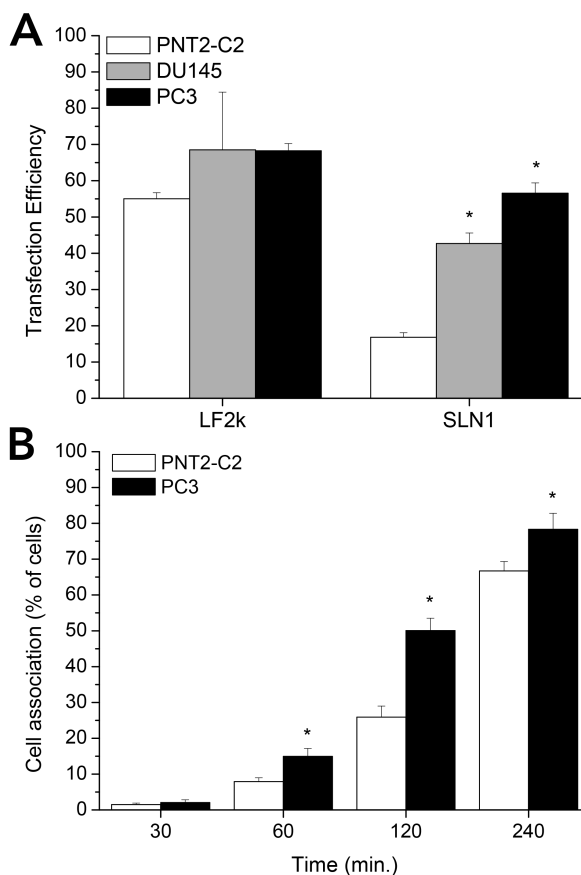 A
PNT2-C2
DU145
PC3
Transfection Efficiency
100
90
80
70
60
50
40
30
20
10
0
*
*
LF2k
SLN1
B
PNT2-C2
PC3
Cell association (% of cells)
100
90
80
70
60
50
40
30
20
10
0
*
*
*
30
60
120
240
Time (min.)